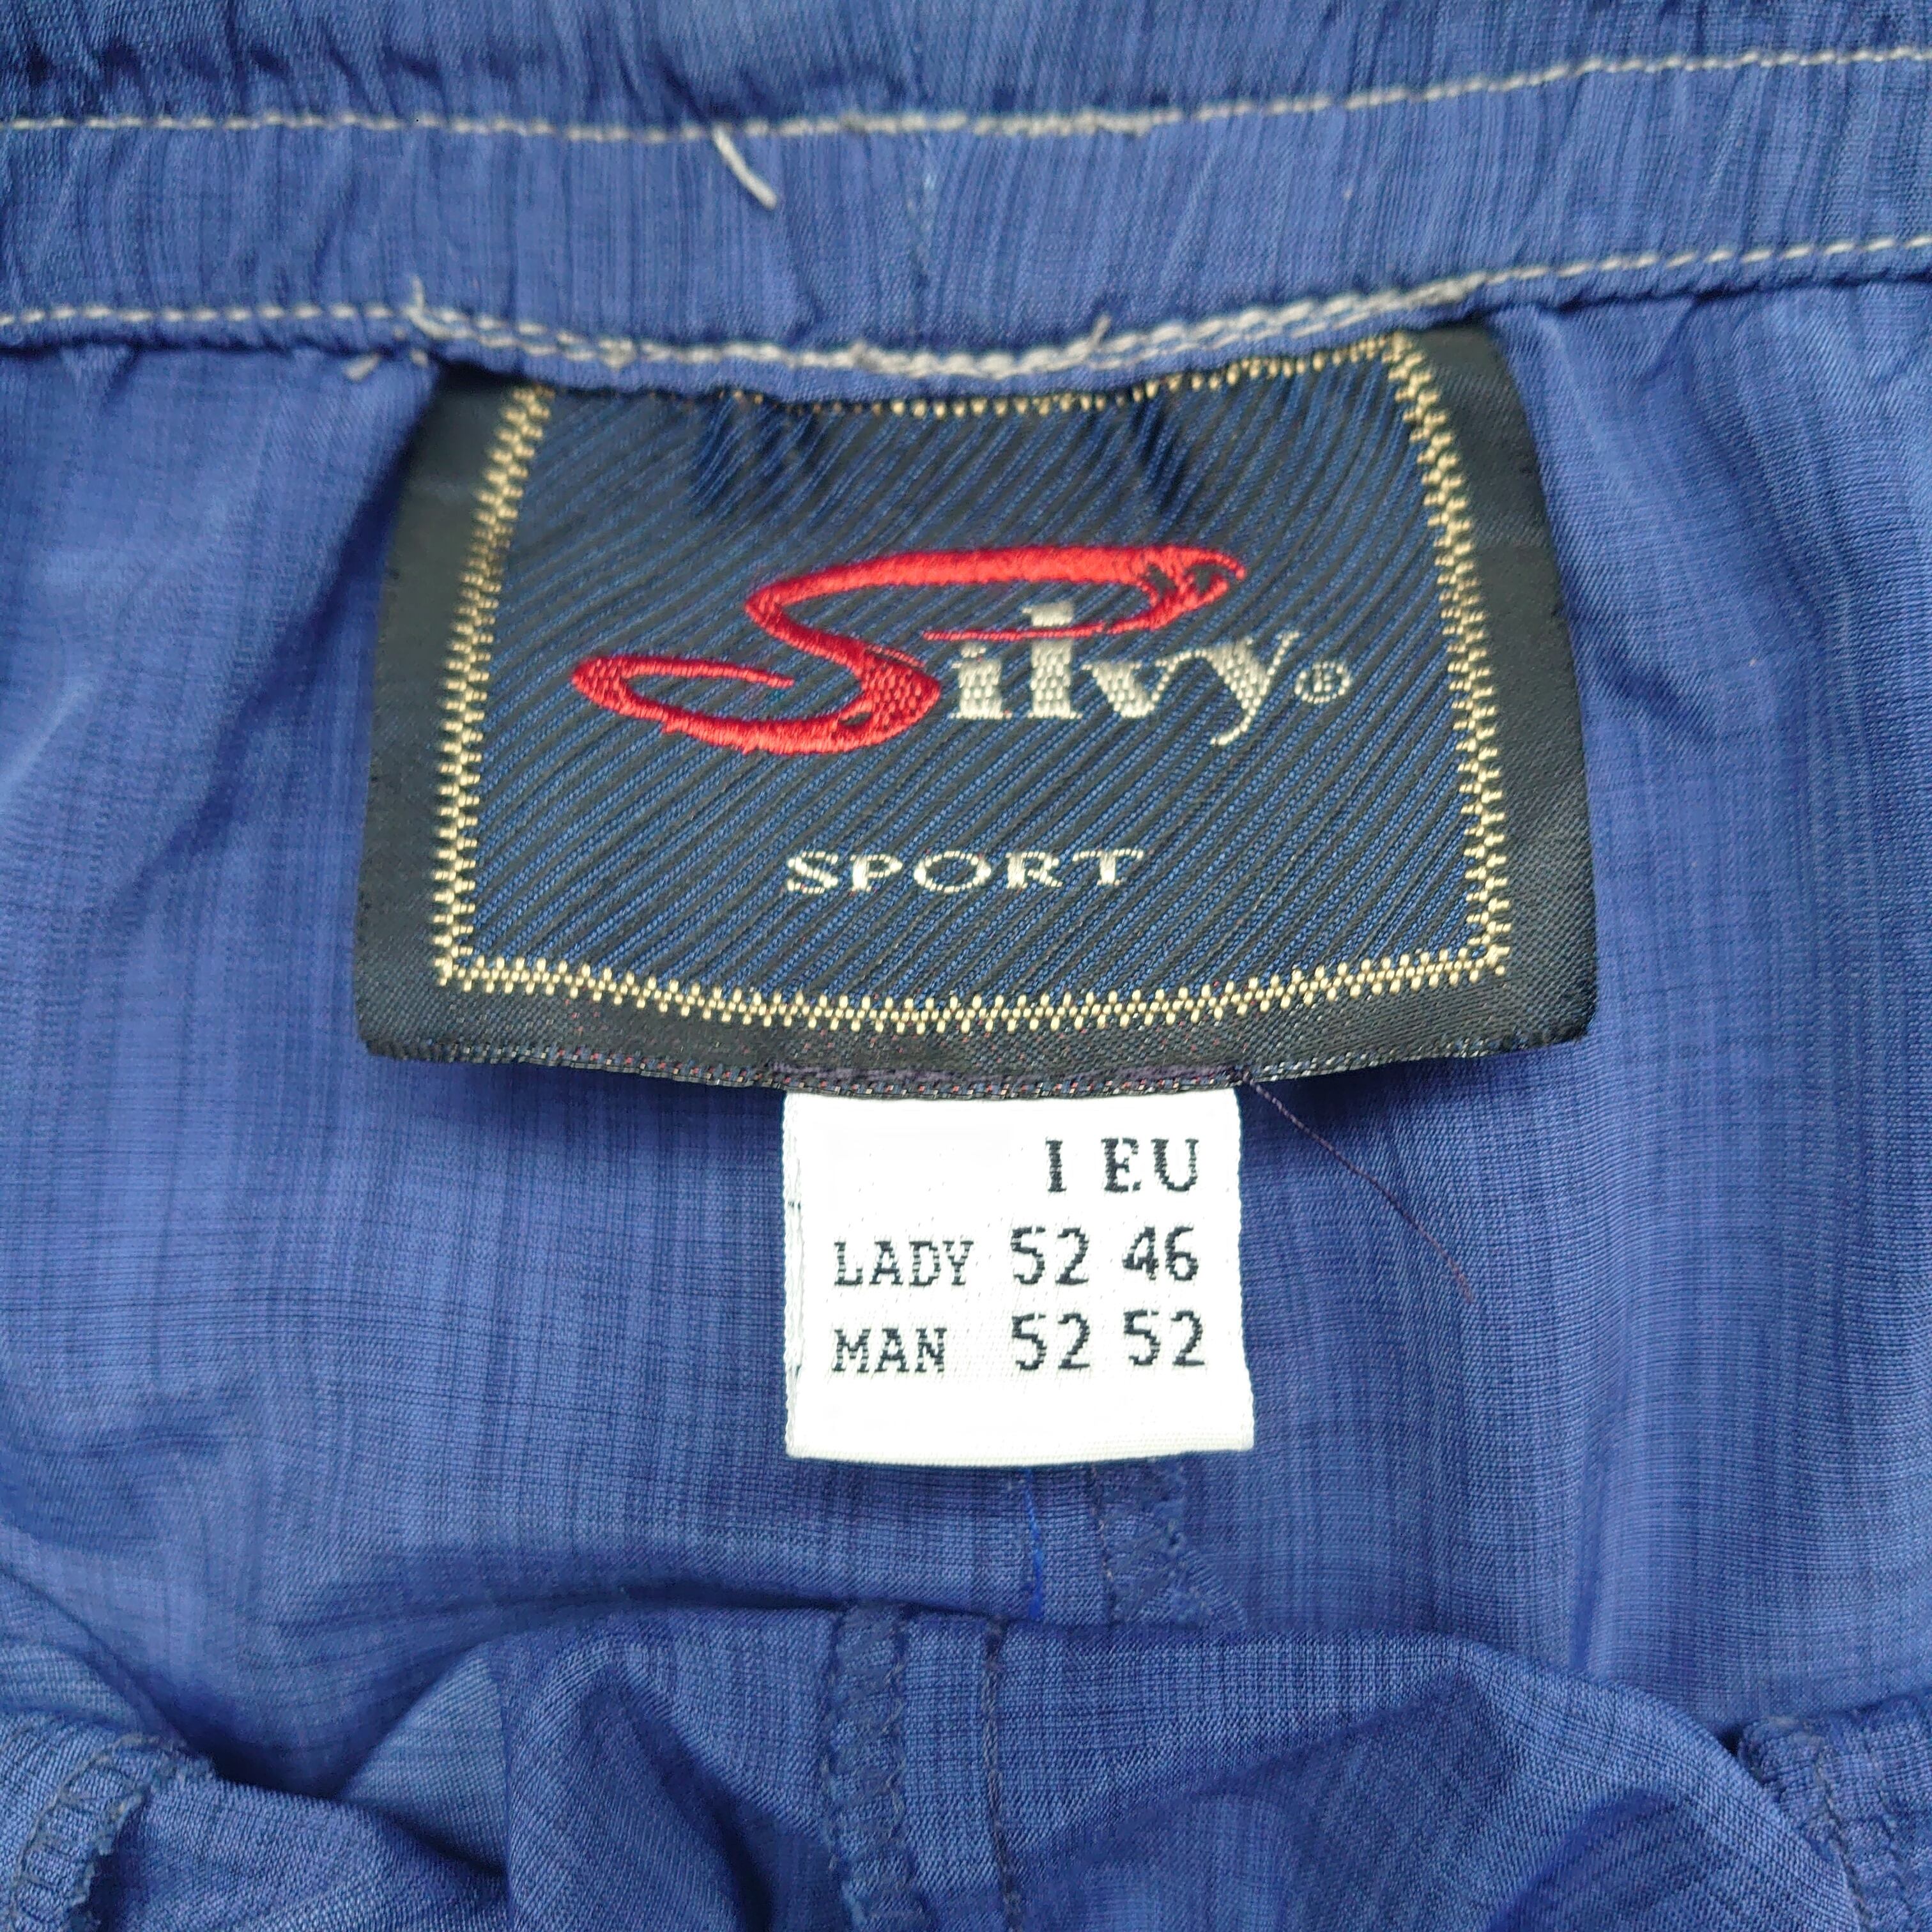 Silvy®
SPORT
I EU
LADY 52 46
MAN 52 52